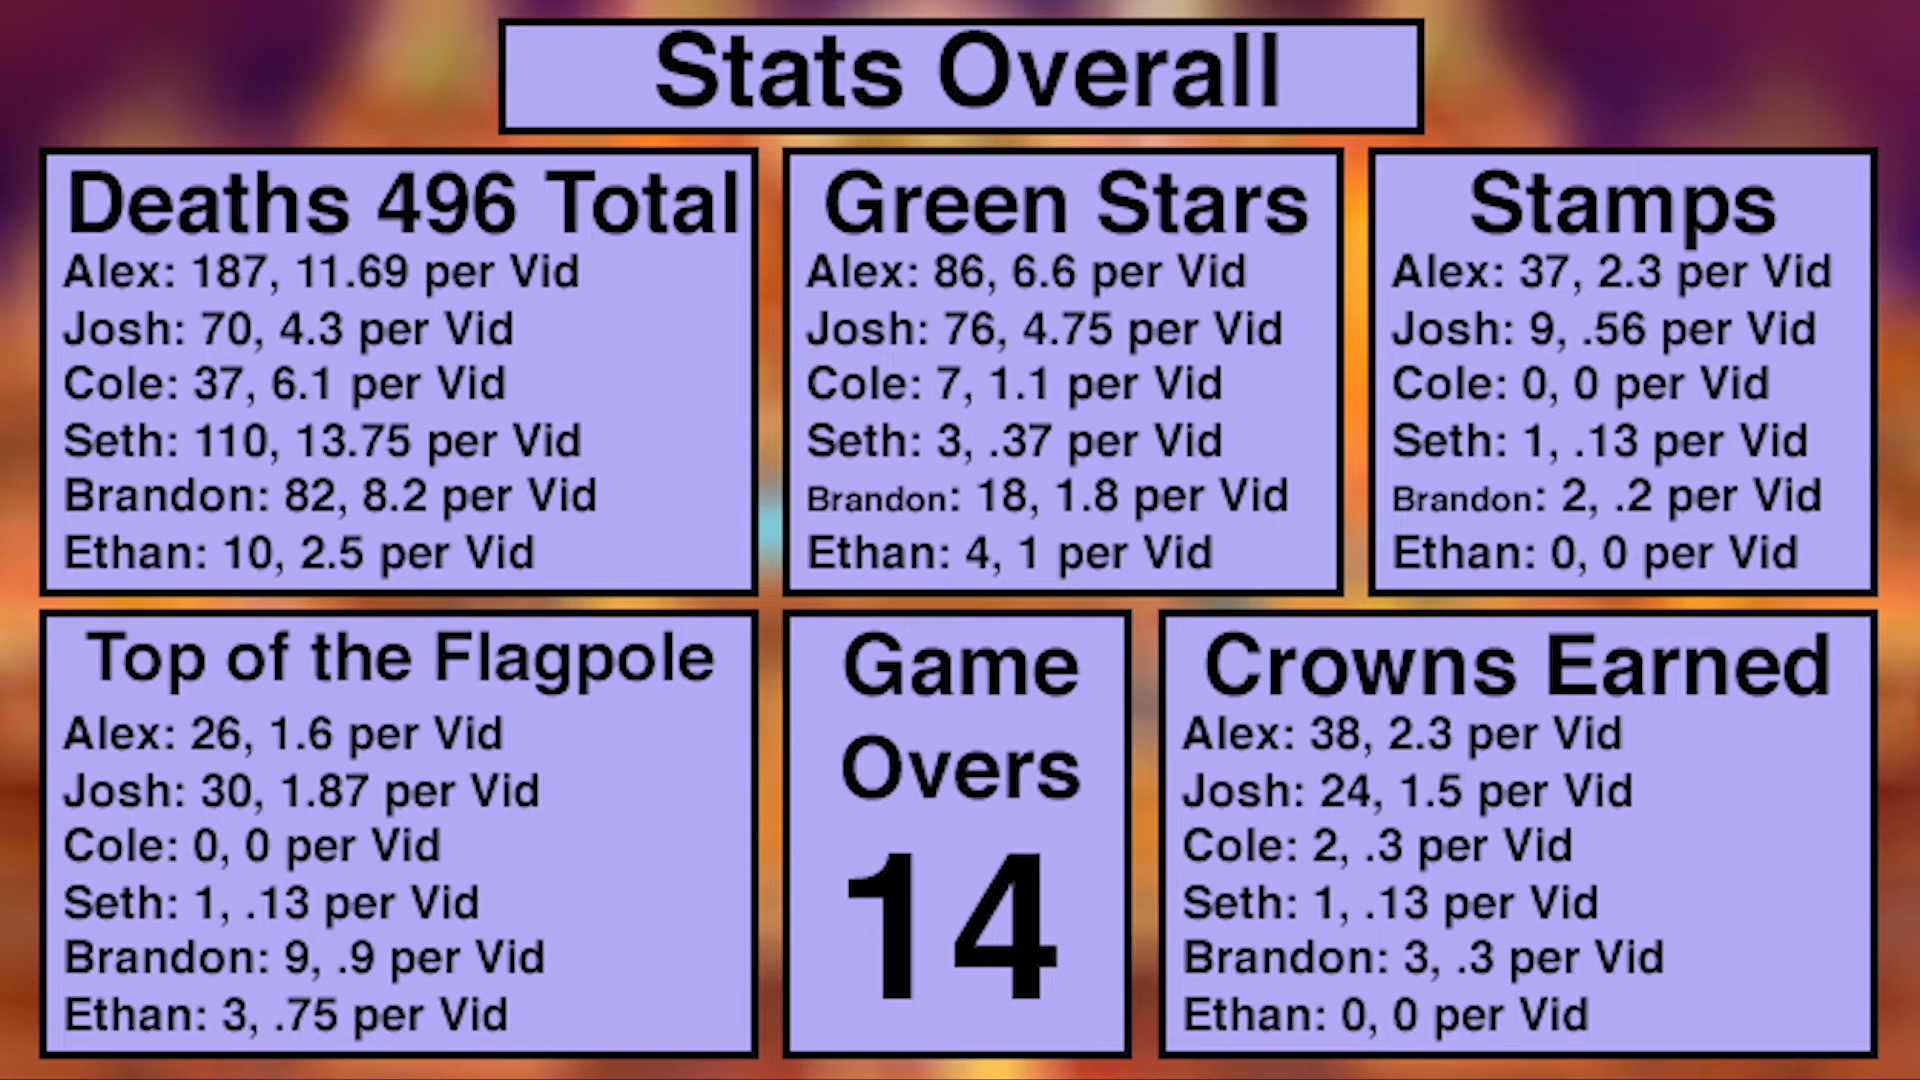 Stats Overall
Deaths 496 Total
Alex: 187, 11.69 per Vid
Josh: 70, 4.3 per Vid
Cole: 37, 6.1 per Vid
Seth: 110, 13.75 per Vid
Brandon: 82, 8.2 per Vid
Ethan: 10, 2.5 per Vid
Green Stars
Alex: 86, 6.6 per Vid
Josh: 76, 4.75 per Vid
Cole: 7, 1.1 per Vid
Seth: 3, .37 per Vid
Brandon: 18, 1.8 per Vid
Ethan: 4, 1 per Vid
Stamps
Alex: 37, 2.3 per Vid
Josh: 9, .56 per Vid
Cole: 0, 0 per Vid
Seth: 1, .13 per Vid
Brandon: 2, .2 per Vid
Ethan: 0, 0 per Vid
Top of the Flagpole
Alex: 26, 1.6 per Vid
Josh: 30, 1.87 per Vid
Cole: 0, 0 per Vid
Seth: 1, .13 per Vid
Brandon: 9, .9 per Vid
Ethan: 3, .75 per Vid
Game
Overs
14
Crowns Earned
Alex: 38, 2.3 per Vid
Josh: 24, 1.5 per Vid
Cole: 2, .3 per Vid
Seth: 1, .13 per Vid
Brandon: 3, .3 per Vid
Ethan: 0, 0 per Vid